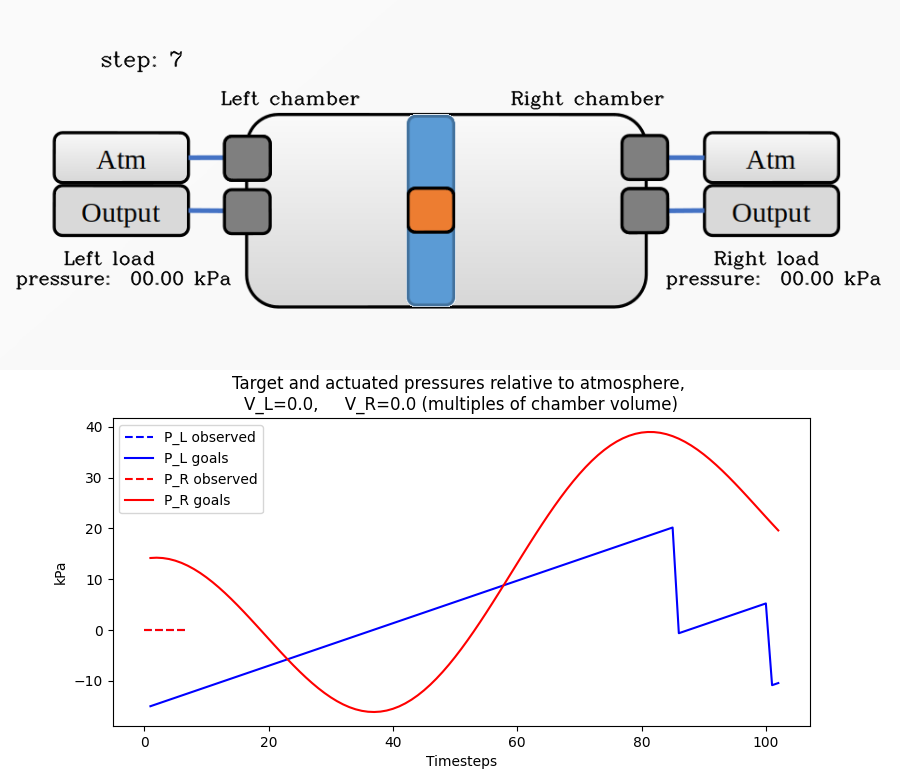 step: 7
Left chamber
Right chamber
Atm
Atm
Output
Output
Left load
pressure: 00.00 kPa
Right load
pressure: 00.00 kPa
Target and actuated pressures relative to atmosphere,
V_L=0.0, V_R=0.0 (multiples of chamber volume)
P_L observed
P_L goals
P_R observed
P_R goals
kPa
40
30
20
10
0
−10
0 20 40 60 80 100
Timesteps